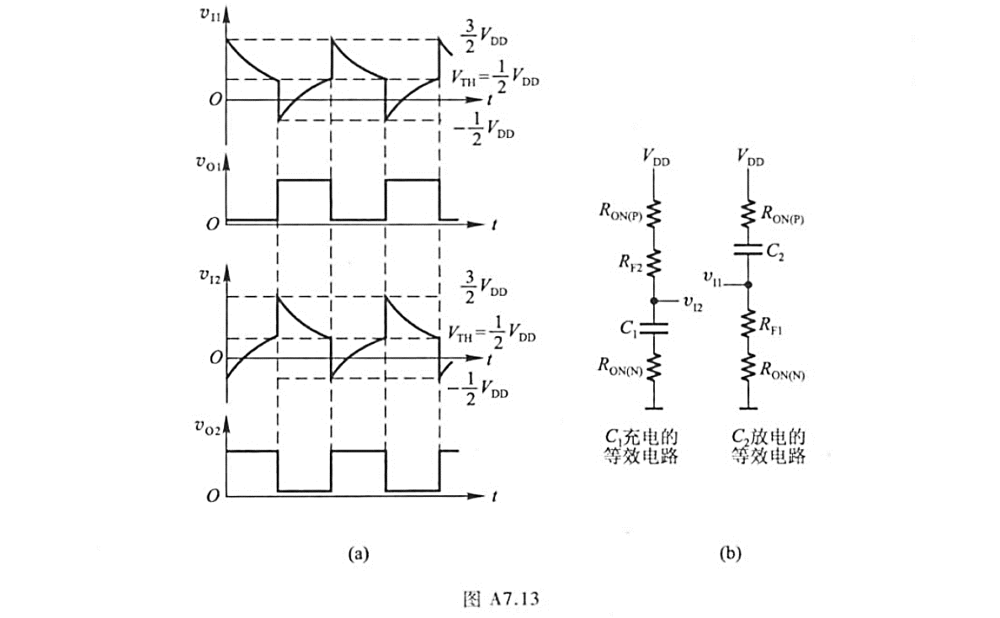 v_I1
3/2 V_DD
V_TH=1/2 V_DD
O
t
-1/2 V_DD
v_O1
O
t
v_I2
3/2 V_DD
V_TH=1/2 V_DD
O
t
-1/2 V_DD
v_O2
O
t
(a)
V_DD
R_ON(P)
R_F2
v_I2
C_1
R_ON(N)
C_1充电的
等效电路
V_DD
R_ON(P)
C_2
v_I1
R_F1
R_ON(N)
C_2放电的
等效电路
(b)
图 A7.13